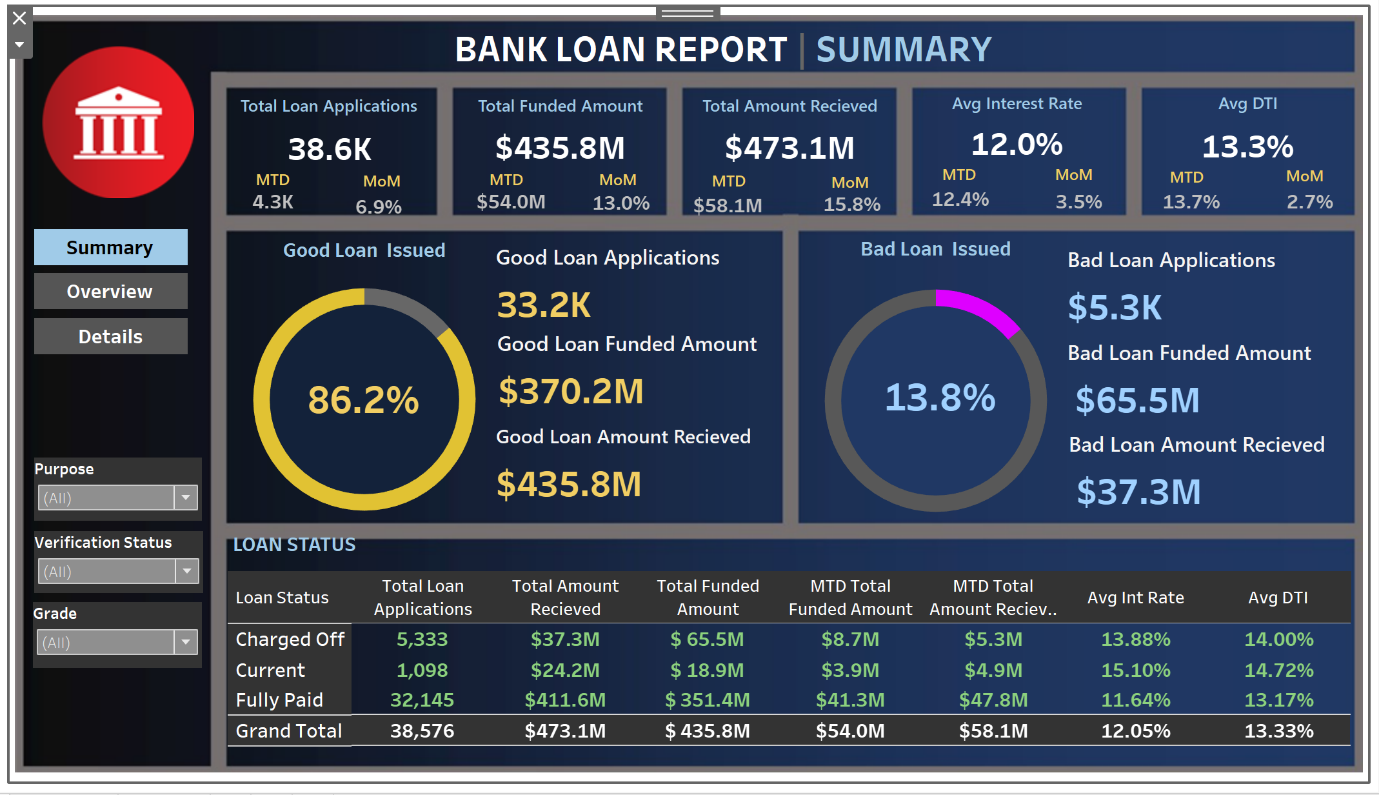 BANK LOAN REPORT | SUMMARY
Total Loan Applications
38.6K
MTD MoM
4.3K 6.9%
Total Funded Amount
$435.8M
MTD MoM
$54.0M 13.0%
Total Amount Recieved
$473.1M
MTD MoM
$58.1M 15.8%
Avg Interest Rate
12.0%
MTD MoM
12.4% 3.5%
Avg DTI
13.3%
MTD MoM
13.7% 2.7%
Summary
Overview
Details
Purpose
(All)
Verification Status
(All)
Grade
(All)
Good Loan Issued
86.2%
Good Loan Applications
33.2K
Good Loan Funded Amount
$370.2M
Good Loan Amount Recieved
$435.8M
Bad Loan Issued
13.8%
Bad Loan Applications
$5.3K
Bad Loan Funded Amount
$65.5M
Bad Loan Amount Recieved
$37.3M
LOAN STATUS
Loan Status Total Loan Applications Total Amount Recieved Total Funded Amount MTD Total Funded Amount MTD Total Amount Reciev.. Avg Int Rate Avg DTI
Charged Off 5,333 $37.3M $ 65.5M $8.7M $5.3M 13.88% 14.00%
Current 1,098 $24.2M $ 18.9M $3.9M $4.9M 15.10% 14.72%
Fully Paid 32,145 $411.6M $ 351.4M $41.3M $47.8M 11.64% 13.17%
Grand Total 38,576 $473.1M $ 435.8M $54.0M $58.1M 12.05% 13.33%